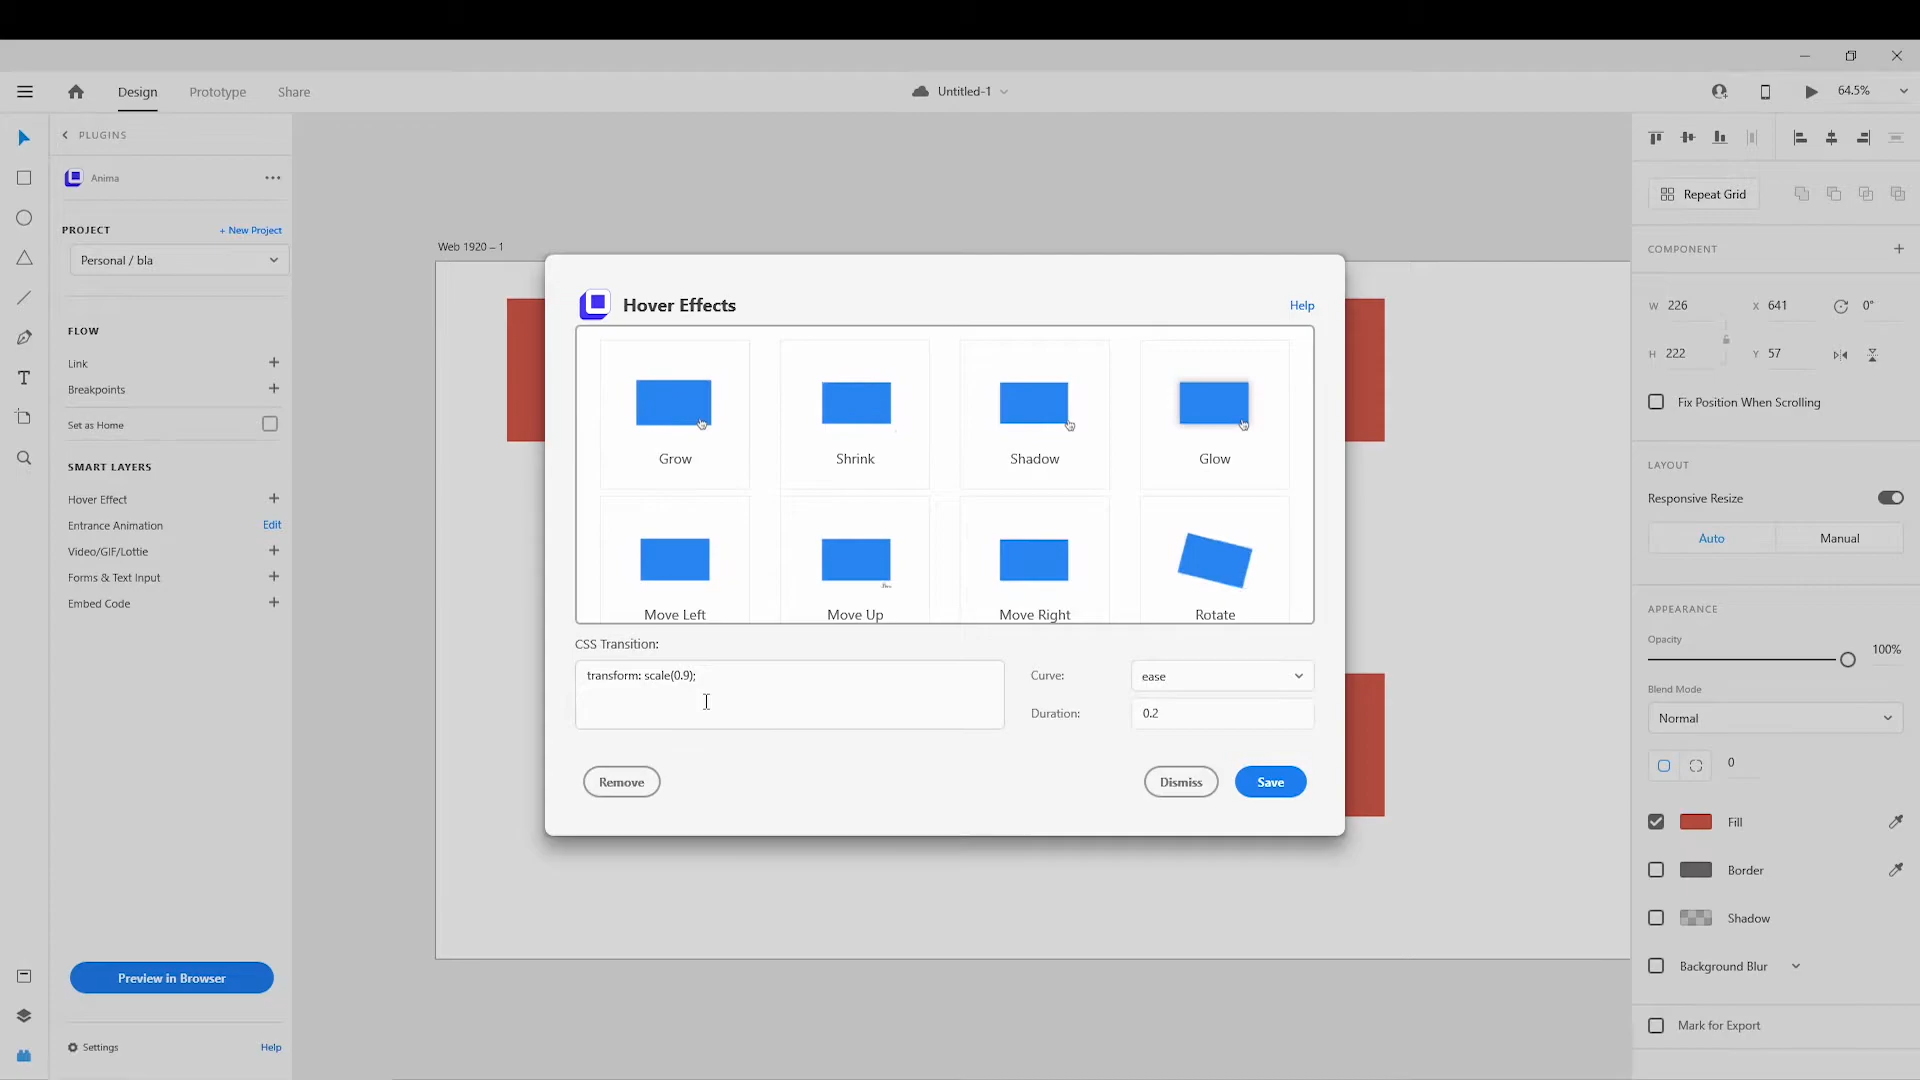 Design
Prototype
Share
Untitled-1
64.5%
PLUGINS
Anima
PROJECT
+ New Project
Personal / bla
FLOW
Link
Breakpoints
Set as Home
SMART LAYERS
Hover Effect
Entrance Animation
Edit
Video/GIF/Lottie
Forms & Text Input
Embed Code
Preview in Browser
Settings
Help
Web 1920 – 1
Hover Effects
Help
Grow
Shrink
Shadow
Glow
Move Left
Move Up
Move Right
Rotate
CSS Transition:
transform: scale(0.9);
Curve:
ease
Duration:
0.2
Remove
Dismiss
Save
Repeat Grid
COMPONENT
W 226
X 641
0°
H 222
Y 57
Fix Position When Scrolling
LAYOUT
Responsive Resize
Auto
Manual
APPEARANCE
Opacity
100%
Blend Mode
Normal
0
Fill
Border
Shadow
Background Blur
Mark for Export